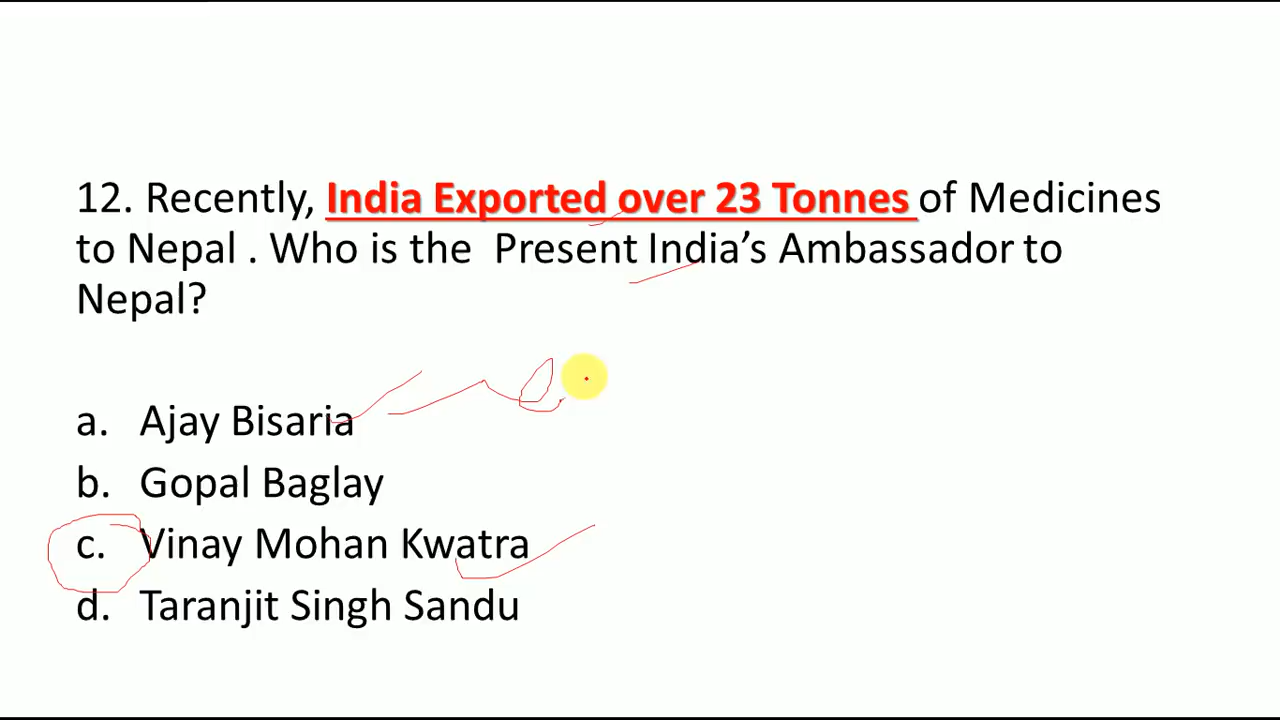 12. Recently, India Exported over 23 Tonnes of Medicines
to Nepal . Who is the Present India’s Ambassador to
Nepal?
a. Ajay Bisaria
b. Gopal Baglay
c. Vinay Mohan Kwatra
d. Taranjit Singh Sandu